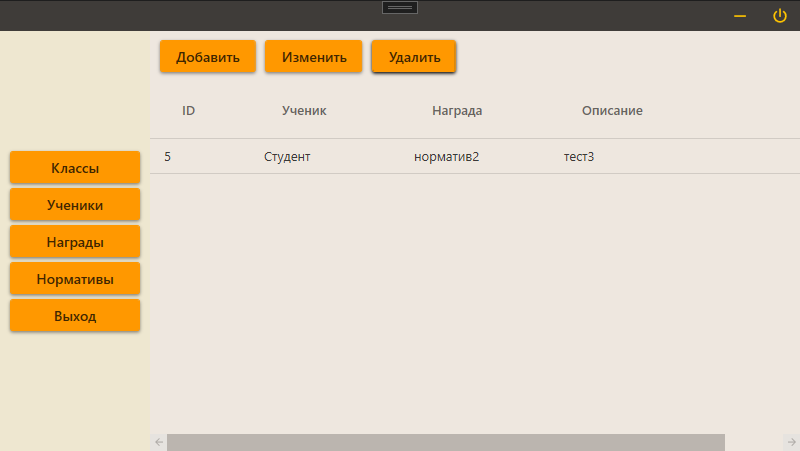 Добавить Изменить Удалить
ID Ученик Награда Описание
5 Студент норматив2 тест3
Классы
Ученики
Награды
Нормативы
Выход